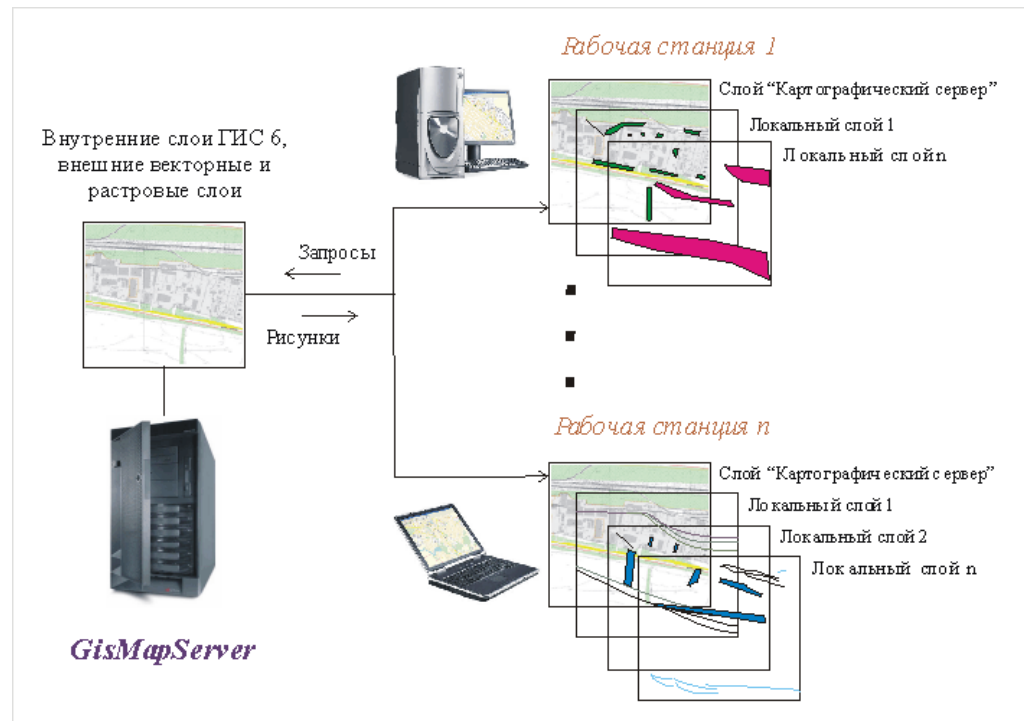 Рабочая станция 1
Слой “Картографический сервер”
Локальный слой 1
Локальный слой n
Внутренние слои ГИС 6,
внешние векторные и
растровые слои
Запросы
Рисунки
Рабочая станция n
Слой “Картографический сервер”
Локальный слой 1
Локальный слой 2
Локальный слой n
GisMapServer